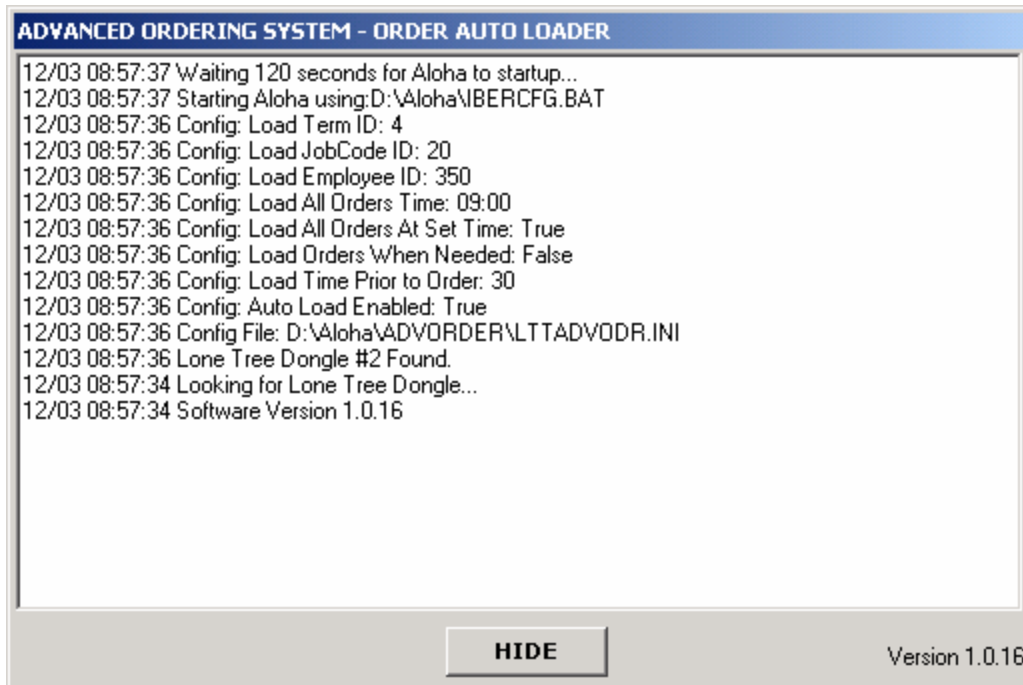 ADVANCED ORDERING SYSTEM - ORDER AUTO LOADER
12/03 08:57:37 Waiting 120 seconds for Aloha to startup...
12/03 08:57:37 Starting Aloha using:D:\Aloha\IBERCFG.BAT
12/03 08:57:36 Config: Load Term ID: 4
12/03 08:57:36 Config: Load JobCode ID: 20
12/03 08:57:36 Config: Load Employee ID: 350
12/03 08:57:36 Config: Load All Orders Time: 09:00
12/03 08:57:36 Config: Load All Orders At Set Time: True
12/03 08:57:36 Config: Load Orders When Needed: False
12/03 08:57:36 Config: Load Time Prior to Order: 30
12/03 08:57:36 Config: Auto Load Enabled: True
12/03 08:57:36 Config File: D:\Aloha\ADVORDER\LTTADVODR.INI
12/03 08:57:36 Lone Tree Dongle #2 Found.
12/03 08:57:34 Looking for Lone Tree Dongle...
12/03 08:57:34 Software Version 1.0.16
HIDE
Version 1.0.16